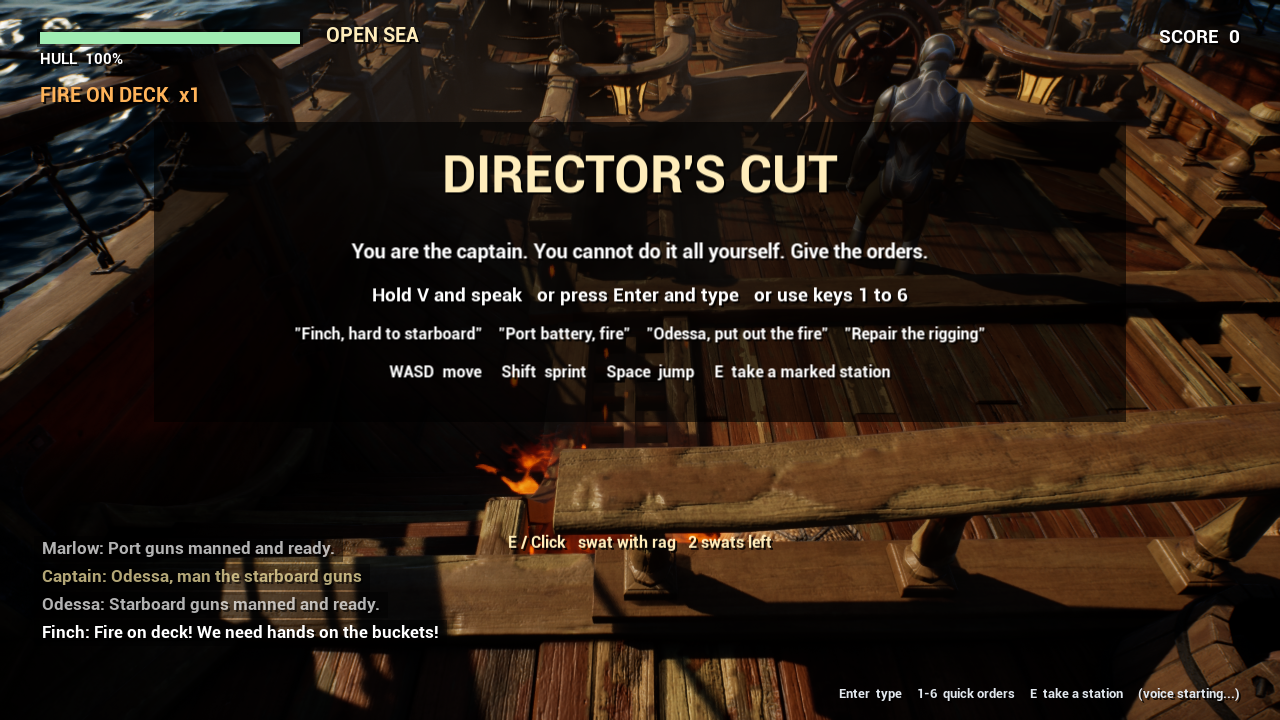 OPEN SEA
SCORE 0
HULL 100%
FIRE ON DECK x1
DIRECTOR'S CUT
You are the captain. You cannot do it all yourself. Give the orders.
Hold V and speak or press Enter and type or use keys 1 to 6
"Finch, hard to starboard" "Port battery, fire" "Odessa, put out the fire" "Repair the rigging"
WASD move Shift sprint Space jump E take a marked station
E / Click swat with rag 2 swats left
Marlow: Port guns manned and ready.
Captain: Odessa, man the starboard guns
Odessa: Starboard guns manned and ready.
Finch: Fire on deck! We need hands on the buckets!
Enter type 1-6 quick orders E take a station (voice starting...)